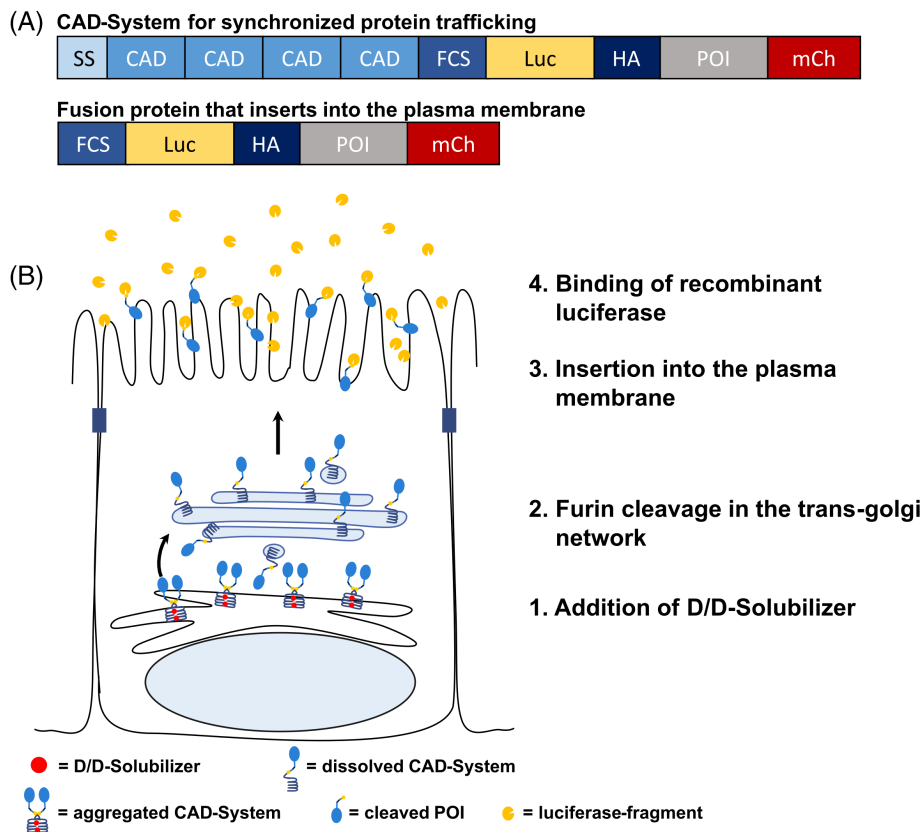 (A) CAD-System for synchronized protein trafficking
SS CAD CAD CAD CAD FCS Luc HA POI mCh
Fusion protein that inserts into the plasma membrane
FCS Luc HA POI mCh
(B)
4. Binding of recombinant
luciferase
3. Insertion into the plasma
membrane
2. Furin cleavage in the trans-golgi
network
1. Addition of D/D-Solubilizer
= D/D-Solubilizer
= dissolved CAD-System
= aggregated CAD-System
= cleaved POI
= luciferase-fragment